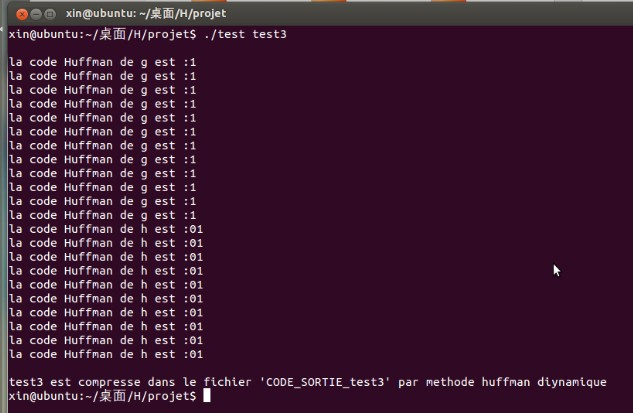 xin@ubuntu: ~/桌面/H/projet
xin@ubuntu:~/桌面/H/projet$ ./test test3
la code Huffman de g est :1
la code Huffman de g est :1
la code Huffman de g est :1
la code Huffman de g est :1
la code Huffman de g est :1
la code Huffman de g est :1
la code Huffman de g est :1
la code Huffman de g est :1
la code Huffman de g est :1
la code Huffman de g est :1
la code Huffman de g est :1
la code Huffman de g est :1
la code Huffman de h est :01
la code Huffman de h est :01
la code Huffman de h est :01
la code Huffman de h est :01
la code Huffman de h est :01
la code Huffman de h est :01
la code Huffman de h est :01
la code Huffman de h est :01
la code Huffman de h est :01
la code Huffman de h est :01
test3 est compresse dans le fichier 'CODE_SORTIE_test3' par methode huffman diynamique
xin@ubuntu:~/桌面/H/projet$